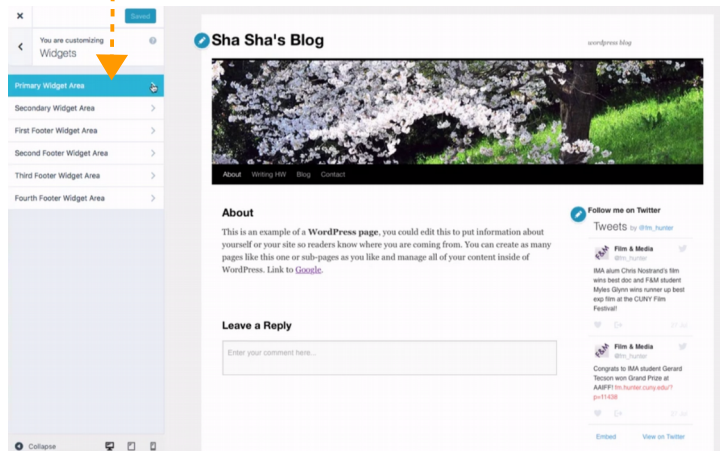 Saved
You are customizing
Widgets
Primary Widget Area
Secondary Widget Area
First Footer Widget Area
Second Footer Widget Area
Third Footer Widget Area
Fourth Footer Widget Area
Collapse
Sha Sha's Blog
wordpress blog
About Writing HW Blog Contact
About
This is an example of a WordPress page, you could edit this to put information about
yourself or your site so readers know where you are coming from. You can create as many
pages like this one or sub-pages as you like and manage all of your content inside of
WordPress. Link to Google.
Leave a Reply
Enter your comment here...
Follow me on Twitter
Tweets by @fm_hunter
Film & Media
@fm_hunter
IMA alum Chris Nostrand's film
wins best doc and F&M student
Myles Glynn wins runner up best
exp film at the CUNY Film
Festival!
Film & Media
@fm_hunter
Congrats to IMA student Gerard
Tecson won Grand Prize at
AAIFF! fm.hunter.cuny.edu/?
p=11438
Embed View on Twitter